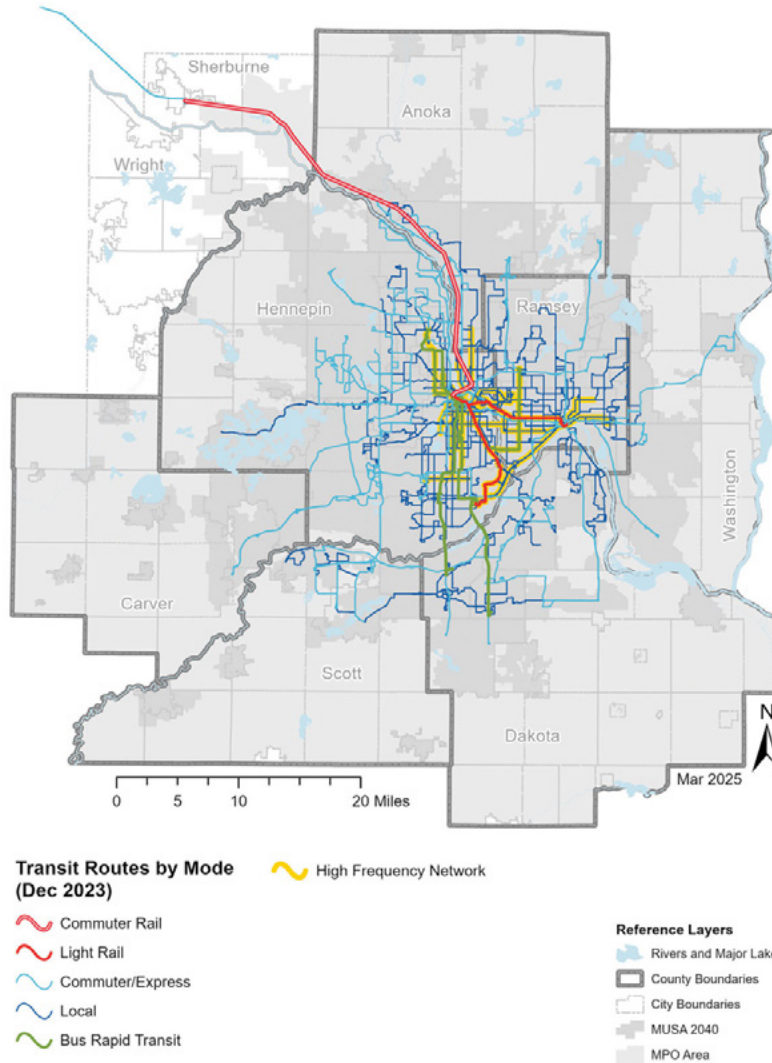 Sherburne
Anoka
Wright
Hennepin
Ramsey
Washington
Carver
Scott
Dakota
N
Mar 2025
0 5 10 20 Miles
Transit Routes by Mode
(Dec 2023)
High Frequency Network
Commuter Rail
Light Rail
Commuter/Express
Local
Bus Rapid Transit
Reference Layers
Rivers and Major Lake
County Boundaries
City Boundaries
MUSA 2040
MPO Area